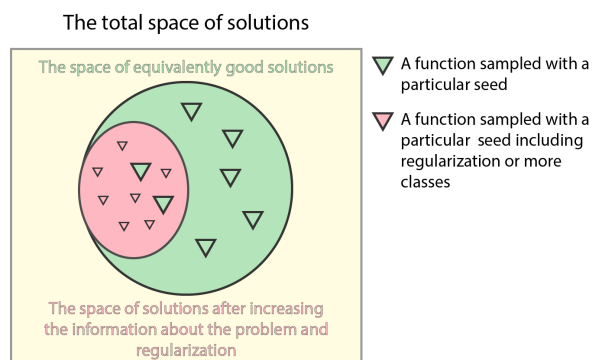 The total space of solutions
The space of equivalently good solutions
A function sampled with a
particular seed
A function sampled with a
particular seed including
regularization or more
classes
The space of solutions after increasing
the information about the problem and
regularization